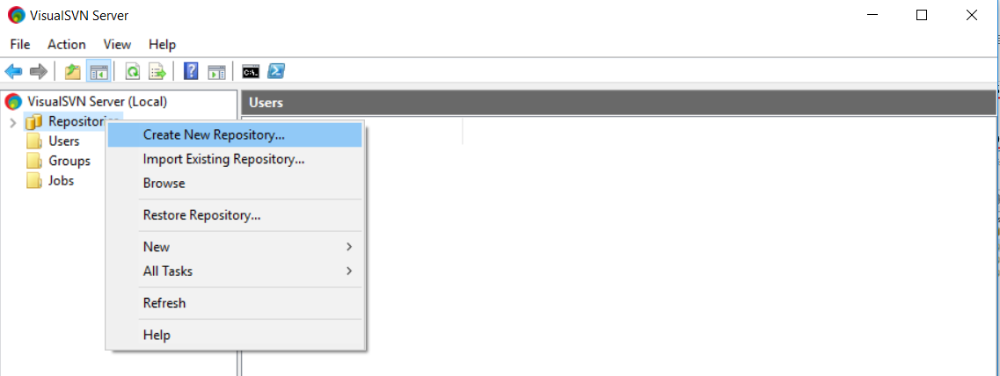 VisualSVN Server
File Action View Help
C:\.
VisualSVN Server (Local)
Users
Repositories
Users
Groups
Jobs
Create New Repository...
Import Existing Repository...
Browse
Restore Repository...
New
All Tasks
Refresh
Help